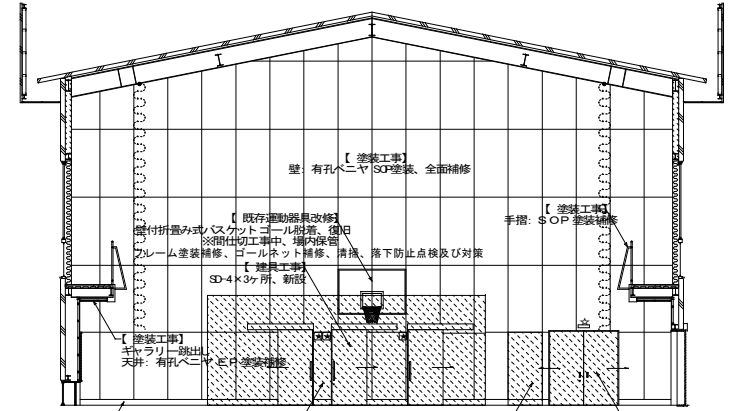 【 塗装工事】
壁: 有孔ベニヤ SOP塗装、全面補修
【 塗装工事】
手摺: SOP 塗装補修
【 既存運動器具改修】
壁付折畳み式バスケットゴール脱着、復旧
※間仕切工事中、場内保管
フレーム塗装補修、ゴールネット補修、清掃、落下防止点検及び対策
【 建具工事】
SD-4×3ヶ所、新設
【 塗装工事】
ギャラリー跳出し
天井: 有孔ベニヤ EP 塗装補修